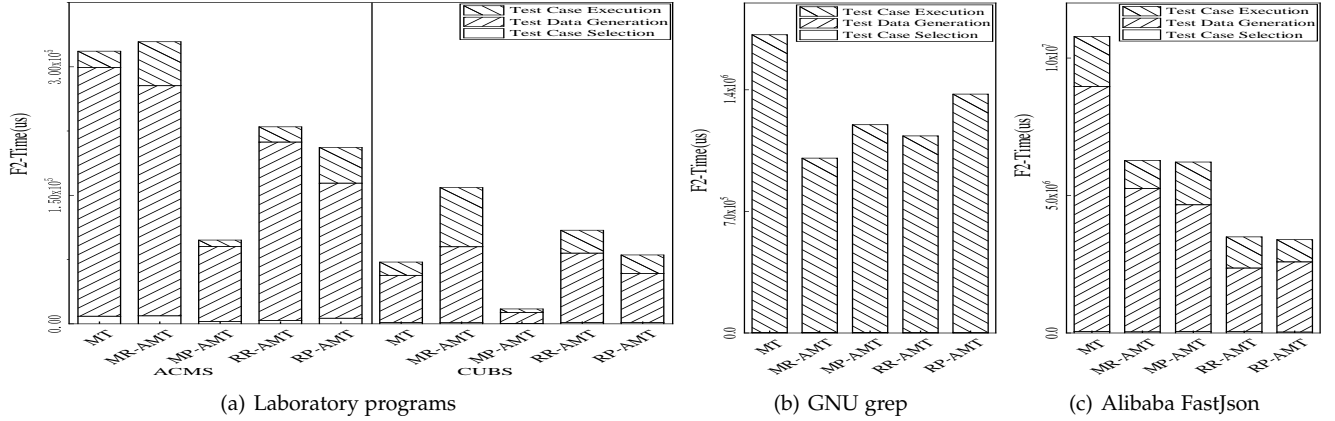 Test Case Execution
Test Data Generation
Test Case Selection
F2-Time(us)
3.00x10⁵
1.50x10⁵
0.00
MT
MR-AMT
MP-AMT
RR-AMT
RP-AMT
MT
MR-AMT
MP-AMT
RR-AMT
RP-AMT
ACMS
CUBS
(a) Laboratory programs
Test Case Execution
Test Data Generation
Test Case Selection
F2-Time(us)
1.4x10⁶
7.0x10⁵
0.0
MT
MR-AMT
MP-AMT
RR-AMT
RP-AMT
(b) GNU grep
Test Case Execution
Test Data Generation
Test Case Selection
F2-Time(us)
1.0x10⁷
5.0x10⁶
0.0
MT
MR-AMT
MP-AMT
RR-AMT
RP-AMT
(c) Alibaba FastJson